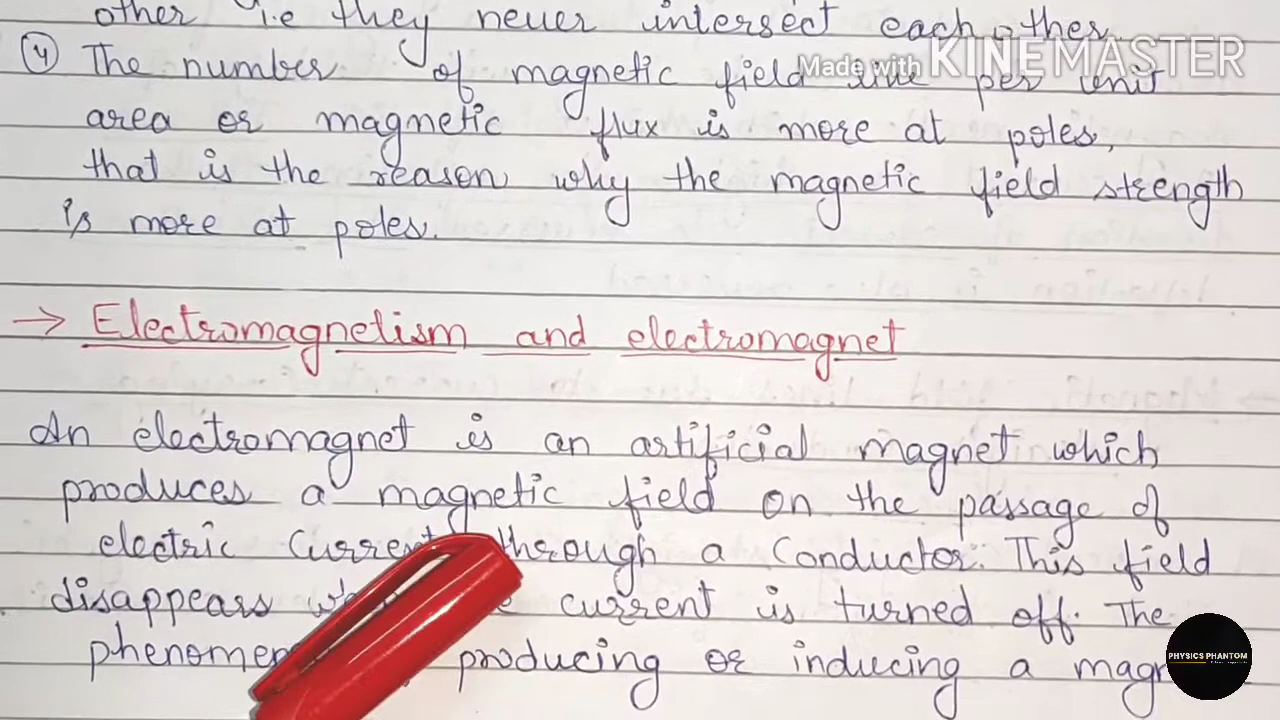 other i.e they never intersect each other.
④ The number of magnetic field line per unit
area or magnetic flux is more at poles,
that is the reason why the magnetic field strength
is more at poles.
→ Electromagnetism and electromagnet
An electromagnet is an artificial magnet which
produces a magnetic field on the passage of
electric current through a conductor. This field
disappears current is turned off. The
phenomen producing or inducing a magn
Made with KINEMASTER
PHYSICS PHANTOM